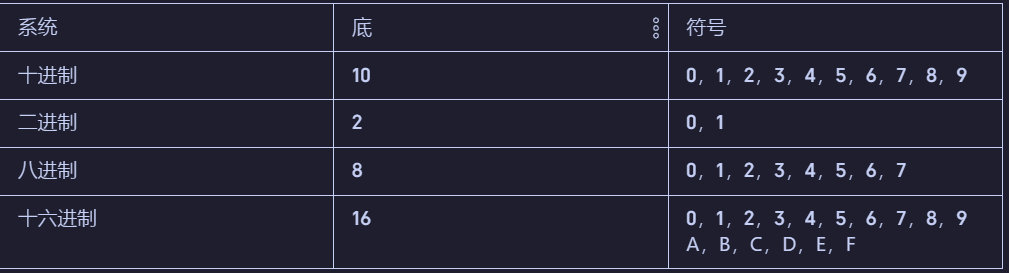 系统 底 符号
十进制 10 0, 1, 2, 3, 4, 5, 6, 7, 8, 9
二进制 2 0, 1
八进制 8 0, 1, 2, 3, 4, 5, 6, 7
十六进制 16 0, 1, 2, 3, 4, 5, 6, 7, 8, 9
A, B, C, D, E, F